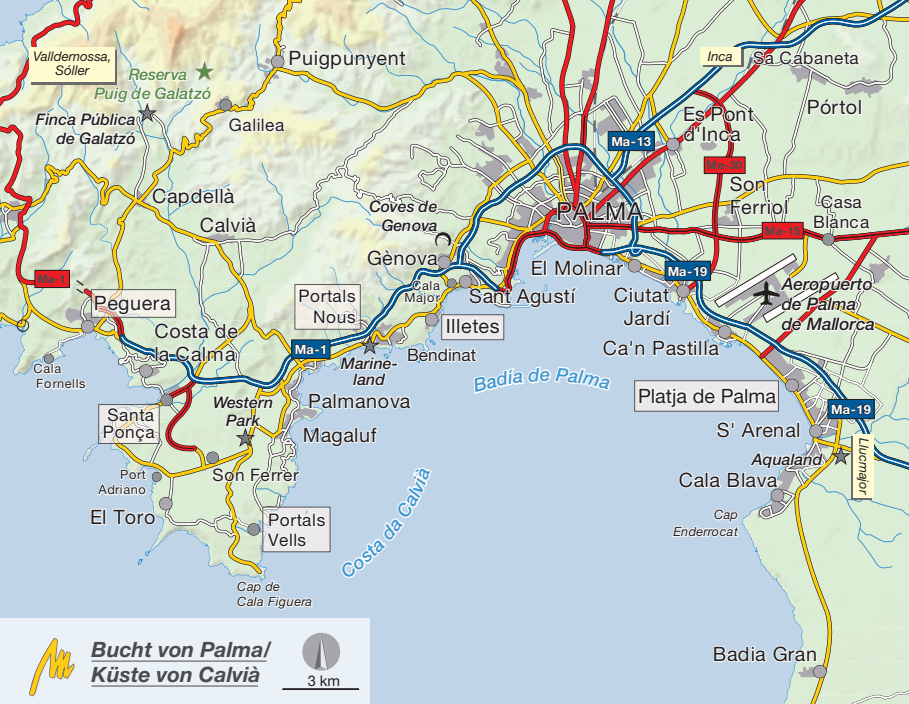 Valldemossa,
Sóller
Reserva
Puig de Galatzó
Puigpunyent
Inca
Sa Cabaneta
Finca Pública
de Galatzó
Galilea
Ma-13
Es Pont
d'Inca
Pòrtol
Ma-30
Capdellà
Calvià
Coves de
Genova
PALMA
Son
Ferriol
Casa
Blanca
Ma-15
Gènova
El Molinar
Ma-19
Ma-1
Cala
Major
Sant Agustí
Ciutat
Jardí
Aeropuerto
de Palma
de Mallorca
Peguera
Portals
Nous
Illetes
Costa de
la Calma
Ma-1
Bendinat
Ca'n Pastilla
Cala
Fornells
Marine-
land
Badía de Palma
Platja de Palma
Santa
Ponça
Western
Park
Palmanova
Ma-19
Magaluf
S' Arenal
Aqualand
Llucmajor
Port
Adriano
Son Ferrer
Cala Blava
El Toro
Portals
Vells
Costa da Calvià
Cap
Enderrocat
Cap de
Cala Figuera
Bucht von Palma/
Küste von Calvià
3 km
Badia Gran